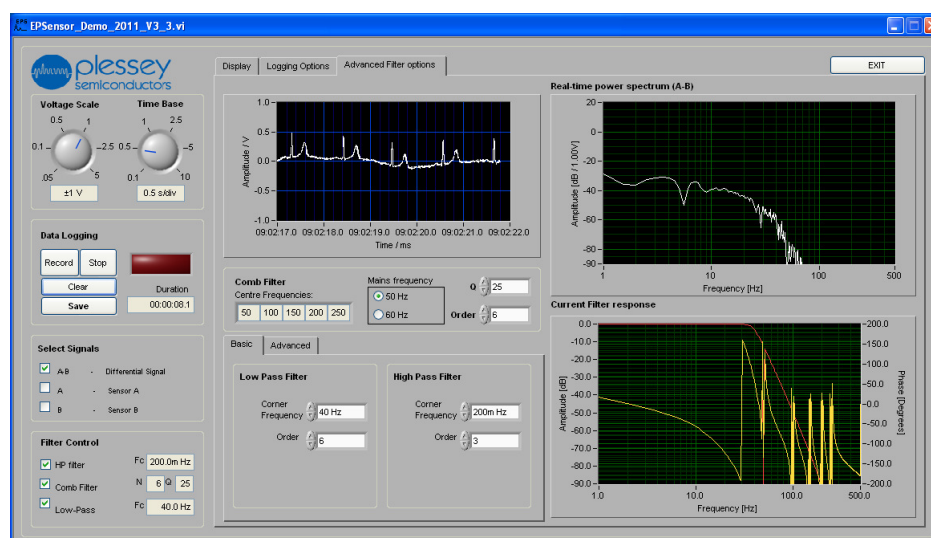 EPSensor_Demo_2011_V3_3.vi
plessey
semiconductors
Voltage Scale
Time Base
0.5 1
0.1 2.5
.05 5
±1 V
1 2.5
0.5 5
0.1 10
0.5 s/div
Data Logging
Record Stop
Clear
Save
Duration
00:00:08.1
Select Signals
A-B - Differential Signal
A - Sensor A
B - Sensor B
Filter Control
HP filter Fc 200.0m Hz
Comb Filter N 6 Q 25
Low-Pass Fc 40.0 Hz
Display Logging Options Advanced Filter options
EXIT
Amplitude / V
1.0
0.5
0.0
-0.5
-1.0
09:02:17.0 09:02:18.0 09:02:19.0 09:02:20.0 09:02:21.0 09:02:22.0
Time / ms
Comb Filter
Centre Frequencies:
50 100 150 200 250
Mains frequency
50 Hz
60 Hz
Q 25
Order 6
Basic Advanced
Low Pass Filter
Corner
Frequency 40 Hz
Order 6
High Pass Filter
Corner
Frequency 200m Hz
Order 3
Real-time power spectrum (A-B)
Amplitude [dB / 1.00V]
20
0
-20
-40
-60
-80
-90
1 10 100 500
Frequency [Hz]
Current Filter response
Amplitude [dB]
0.0
-10.0
-20.0
-30.0
-40.0
-50.0
-60.0
-70.0
-80.0
-90.0
200.0
150.0
100.0
50.0
-0.0
-50.0
-100.0
-150.0
-200.0
Phase [Degrees]
1.0 10.0 100.0 500.0
Frequency [Hz]